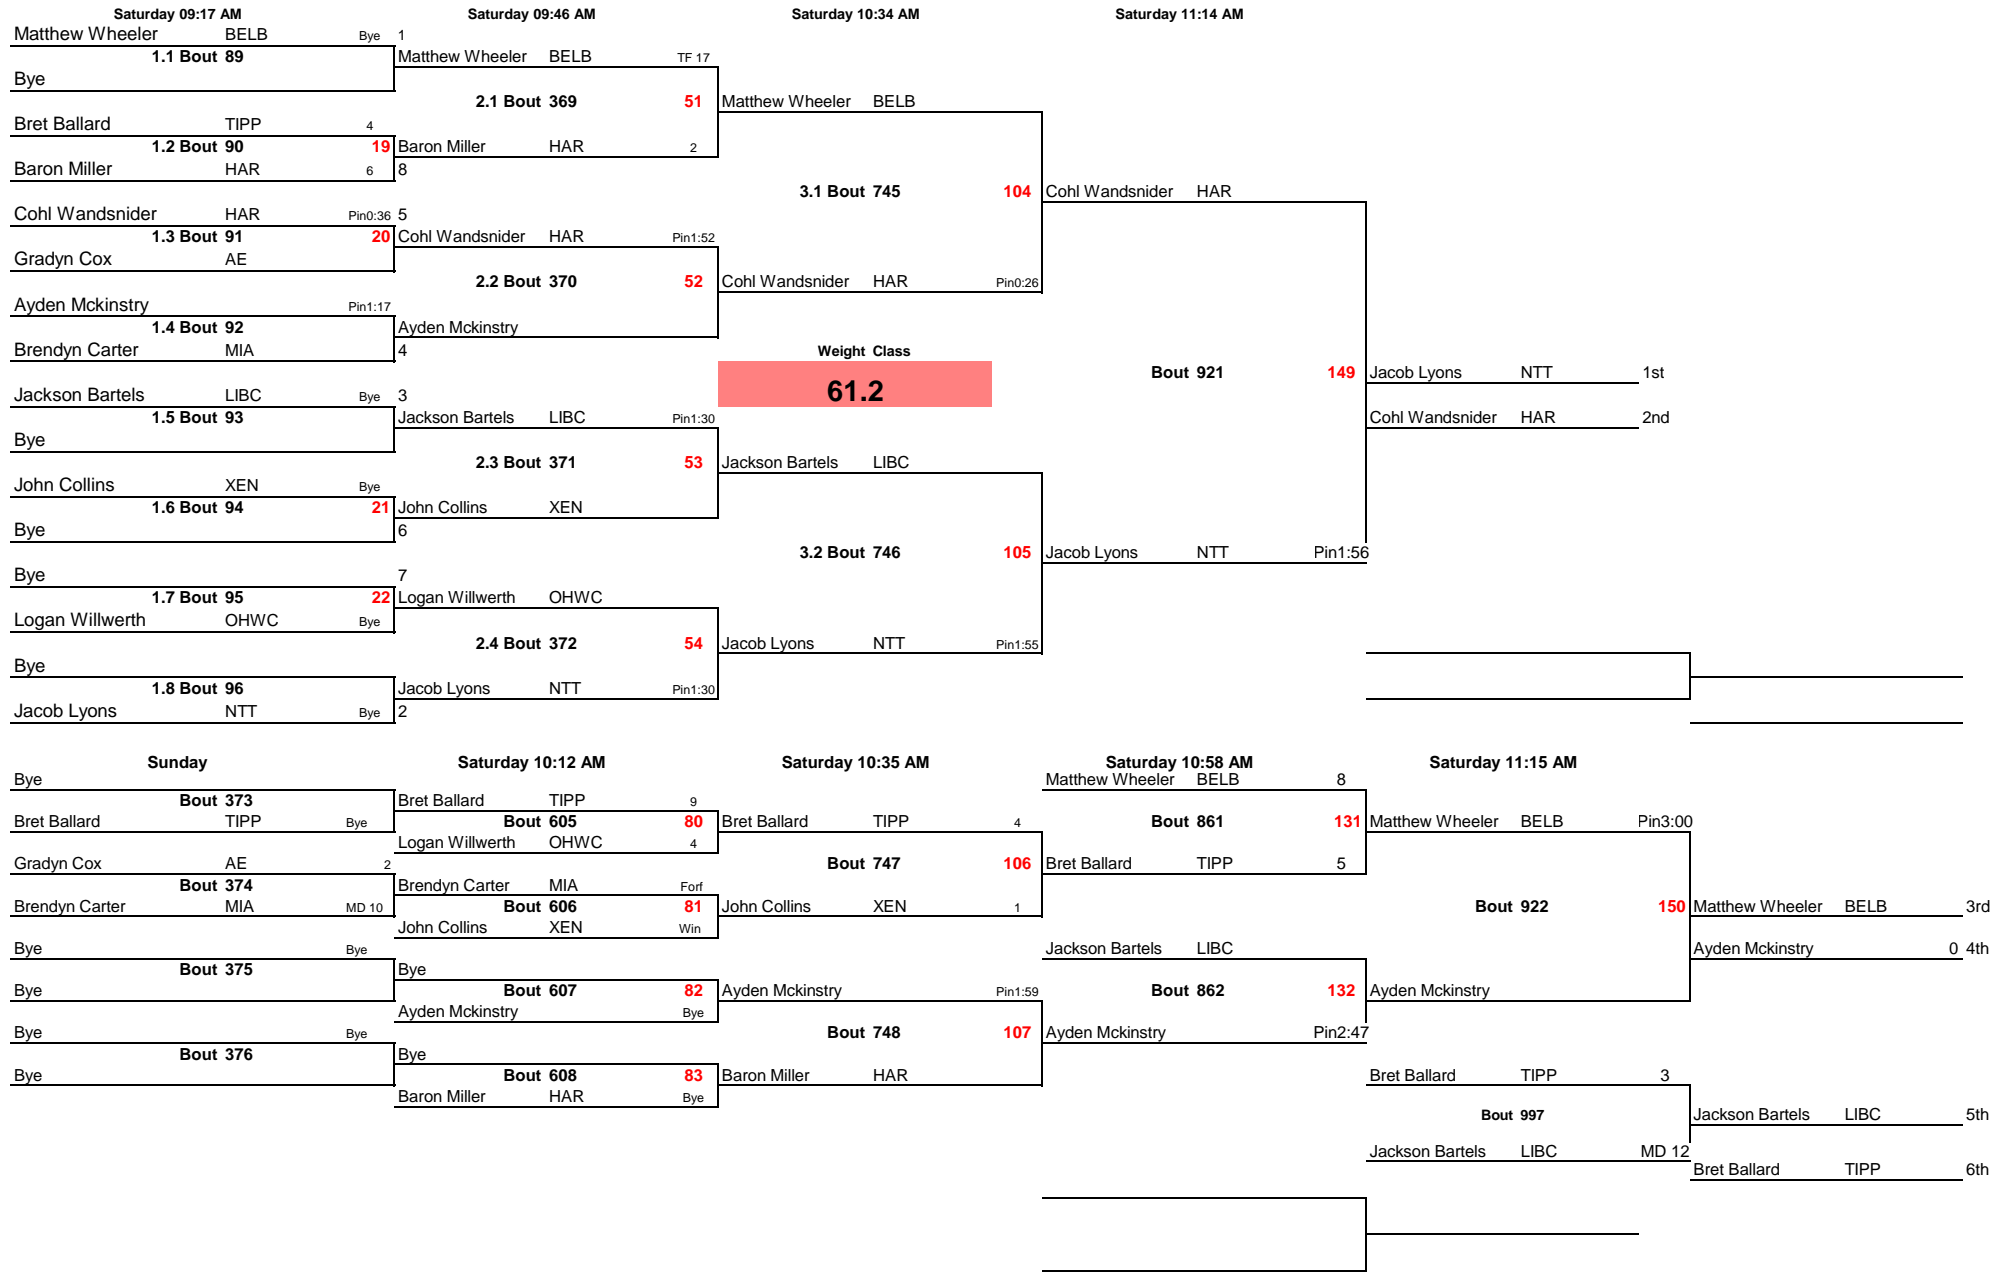 Saturday 09:17 AM Saturday 09:46 AM Saturday 10:34 AM Saturday 11:14 AM
Matthew Wheeler BELB Bye 1
1.1 Bout 89 Matthew Wheeler BELB TF 17
Bye
2.1 Bout 369 51 Matthew Wheeler BELB
Bret Ballard TIPP 4
1.2 Bout 90 19 Baron Miller HAR 2
Baron Miller HAR 6 8
3.1 Bout 745 104 Cohl Wandsnider HAR
Cohl Wandsnider HAR Pin0:36 5
1.3 Bout 91 20 Cohl Wandsnider HAR Pin1:52
Gradyn Cox AE
2.2 Bout 370 52 Cohl Wandsnider HAR Pin0:26
Ayden Mckinstry Pin1:17
1.4 Bout 92 Ayden Mckinstry
Brendyn Carter MIA 4 Weight Class
Bout 921 149 Jacob Lyons NTT 1st
Jackson Bartels LIBC Bye 3 61.2
1.5 Bout 93 Jackson Bartels LIBC Pin1:30 Cohl Wandsnider HAR 2nd
Bye
2.3 Bout 371 53 Jackson Bartels LIBC
John Collins XEN Bye
1.6 Bout 94 21 John Collins XEN
Bye 6
3.2 Bout 746 105 Jacob Lyons NTT Pin1:56
Bye 7
1.7 Bout 95 22 Logan Willwerth OHWC
Logan Willwerth OHWC Bye
2.4 Bout 372 54 Jacob Lyons NTT Pin1:55
Bye
1.8 Bout 96 Jacob Lyons NTT Pin1:30
Jacob Lyons NTT Bye 2
Sunday Saturday 10:12 AM Saturday 10:35 AM Saturday 10:58 AM Saturday 11:15 AM
Bye Matthew Wheeler BELB 8
Bout 373 Bret Ballard TIPP 9
Bret Ballard TIPP Bye Bout 605 80 Bret Ballard TIPP 4 Bout 861 131 Matthew Wheeler BELB Pin3:00
Logan Willwerth OHWC 4
Gradyn Cox AE 2 Bout 747 106 Bret Ballard TIPP 5
Bout 374 Brendyn Carter MIA Forf
Brendyn Carter MIA MD 10 Bout 606 81 John Collins XEN 1 Bout 922 150 Matthew Wheeler BELB 3rd
John Collins XEN Win
Bye Bye Jackson Bartels LIBC Ayden Mckinstry 0 4th
Bout 375 Bye
Bye Bout 607 82 Ayden Mckinstry Pin1:59 Bout 862 132 Ayden Mckinstry
Ayden Mckinstry Bye
Bye Bye Bout 748 107 Ayden Mckinstry Pin2:47
Bout 376 Bye
Bye Bout 608 83 Baron Miller HAR Bret Ballard TIPP 3
Baron Miller HAR Bye
Bout 997 Jackson Bartels LIBC 5th
Jackson Bartels LIBC MD 12
Bret Ballard TIPP 6th